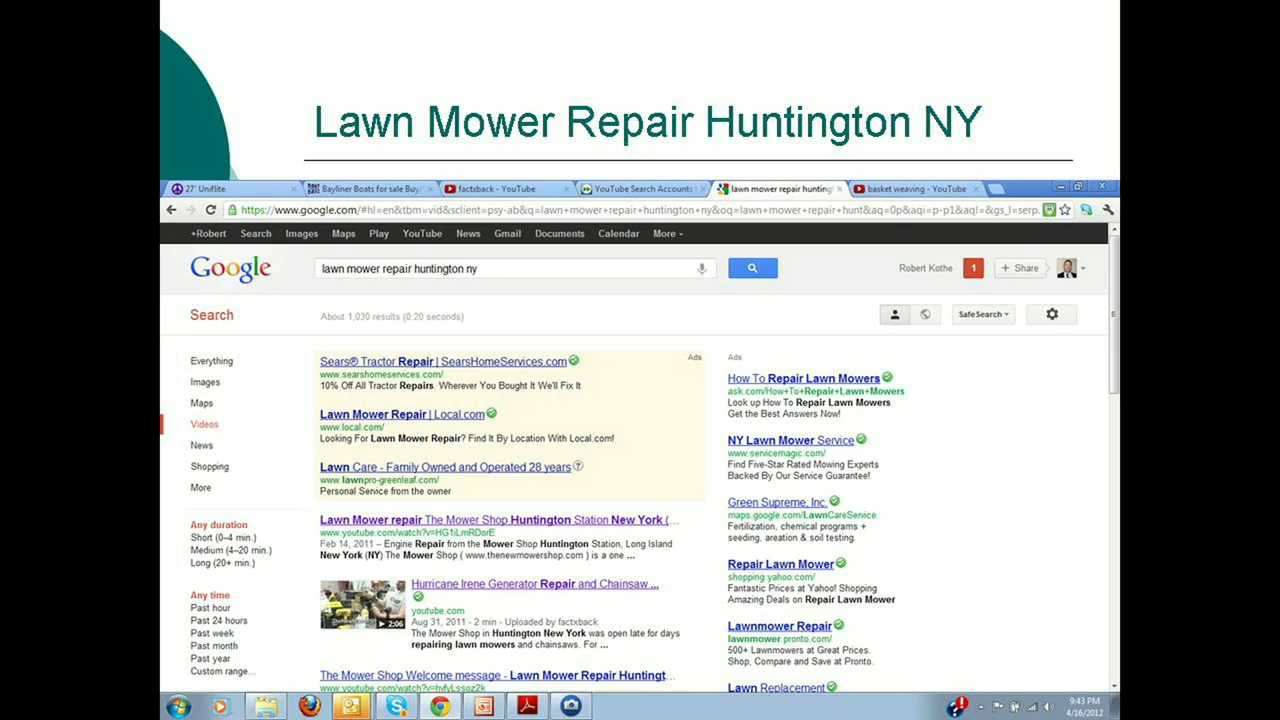 Lawn Mower Repair Huntington NY
27' Uniflite
Bayliner Boats for sale Buy/
factxback - YouTube
YouTube Search Accounts
lawn mower repair hunting
basket weaving - YouTube
https://www.google.com/#hl=en&tbm=vid&sclient=psy-ab&q=lawn+mower+repair+huntington+ny&oq=lawn+mower+repair+hunt&aq=0p&aqi=p-p1&aql=&gs_l=serp.
+Robert Search Images Maps Play YouTube News Gmail Documents Calendar More
Google
lawn mower repair huntington ny
Robert Kothe 1 + Share
Search
About 1,030 results (0.20 seconds)
SafeSearch
Everything
Images
Maps
Videos
News
Shopping
More
Any duration
Short (0–4 min.)
Medium (4–20 min.)
Long (20+ min.)
Any time
Past hour
Past 24 hours
Past week
Past month
Past year
Custom range...
Ads
Sears® Tractor Repair | SearsHomeServices.com
www.searshomeservices.com/
10% Off All Tractor Repairs. Wherever You Bought It We'll Fix It
Lawn Mower Repair | Local.com
www.local.com/
Looking For Lawn Mower Repair? Find It By Location With Local.com!
Lawn Care - Family Owned and Operated 28 years
www.lawnpro-greenleaf.com/
Personal Service from the owner
Lawn Mower repair The Mower Shop Huntington Station New York (...
www.youtube.com/watch?v=HG1iLmRDorE
Feb 14, 2011 – Engine Repair from the Mower Shop Huntington Station, Long Island
New York (NY) The Mower Shop ( www.thenewmowershop.com ) is a one ...
Hurricane Irene Generator Repair and Chainsaw ...
youtube.com
Aug 31, 2011 - 2 min - Uploaded by factxback
The Mower Shop in Huntington New York was open late for days
repairing lawn mowers and chainsaws. For ...
2:06
The Mower Shop Welcome message - Lawn Mower Repair Huntingt...
www.youtube.com/watch?v=hvfyLssoz2k
Ads
How To Repair Lawn Mowers
ask.com/How+To+Repair+Lawn+Mowers
Look up How To Repair Lawn Mowers
Get the Best Answers Now!
NY Lawn Mower Service
www.servicemagic.com/
Find Five-Star Rated Mowing Experts
Backed By Our Service Guarantee!
Green Supreme, Inc.
maps.google.com/LawnCareService
Fertilization, chemical programs +
seeding, areation & soil testing.
Repair Lawn Mower
shopping.yahoo.com/
Fantastic Prices at Yahoo! Shopping
Amazing Deals on Repair Lawn Mower
Lawnmower Repair
lawnmower.pronto.com/
500+ Lawnmowers at Great Prices.
Shop, Compare and Save at Pronto.
Lawn Replacement
9:43 PM
4/16/2012